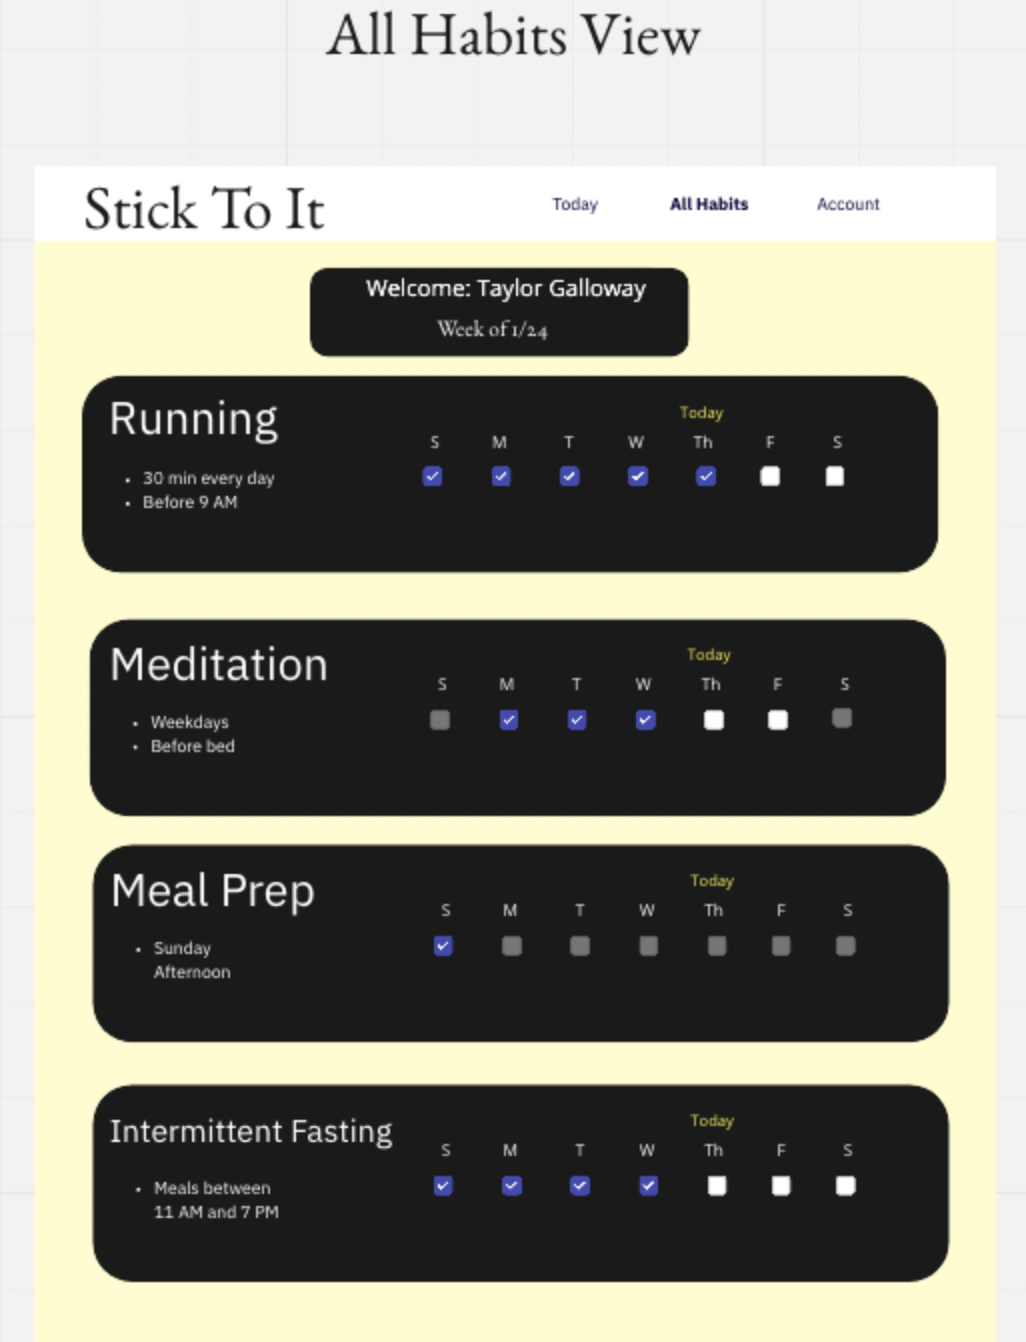 All Habits View
Stick To It
Today All Habits Account
Welcome: Taylor Galloway
Week of 1/24
Running
Today
S M T W Th F S
• 30 min every day
• Before 9 AM
Meditation
Today
S M T W Th F S
• Weekdays
• Before bed
Meal Prep
Today
S M T W Th F S
• Sunday
Afternoon
Intermittent Fasting
Today
S M T W Th F S
• Meals between
11 AM and 7 PM